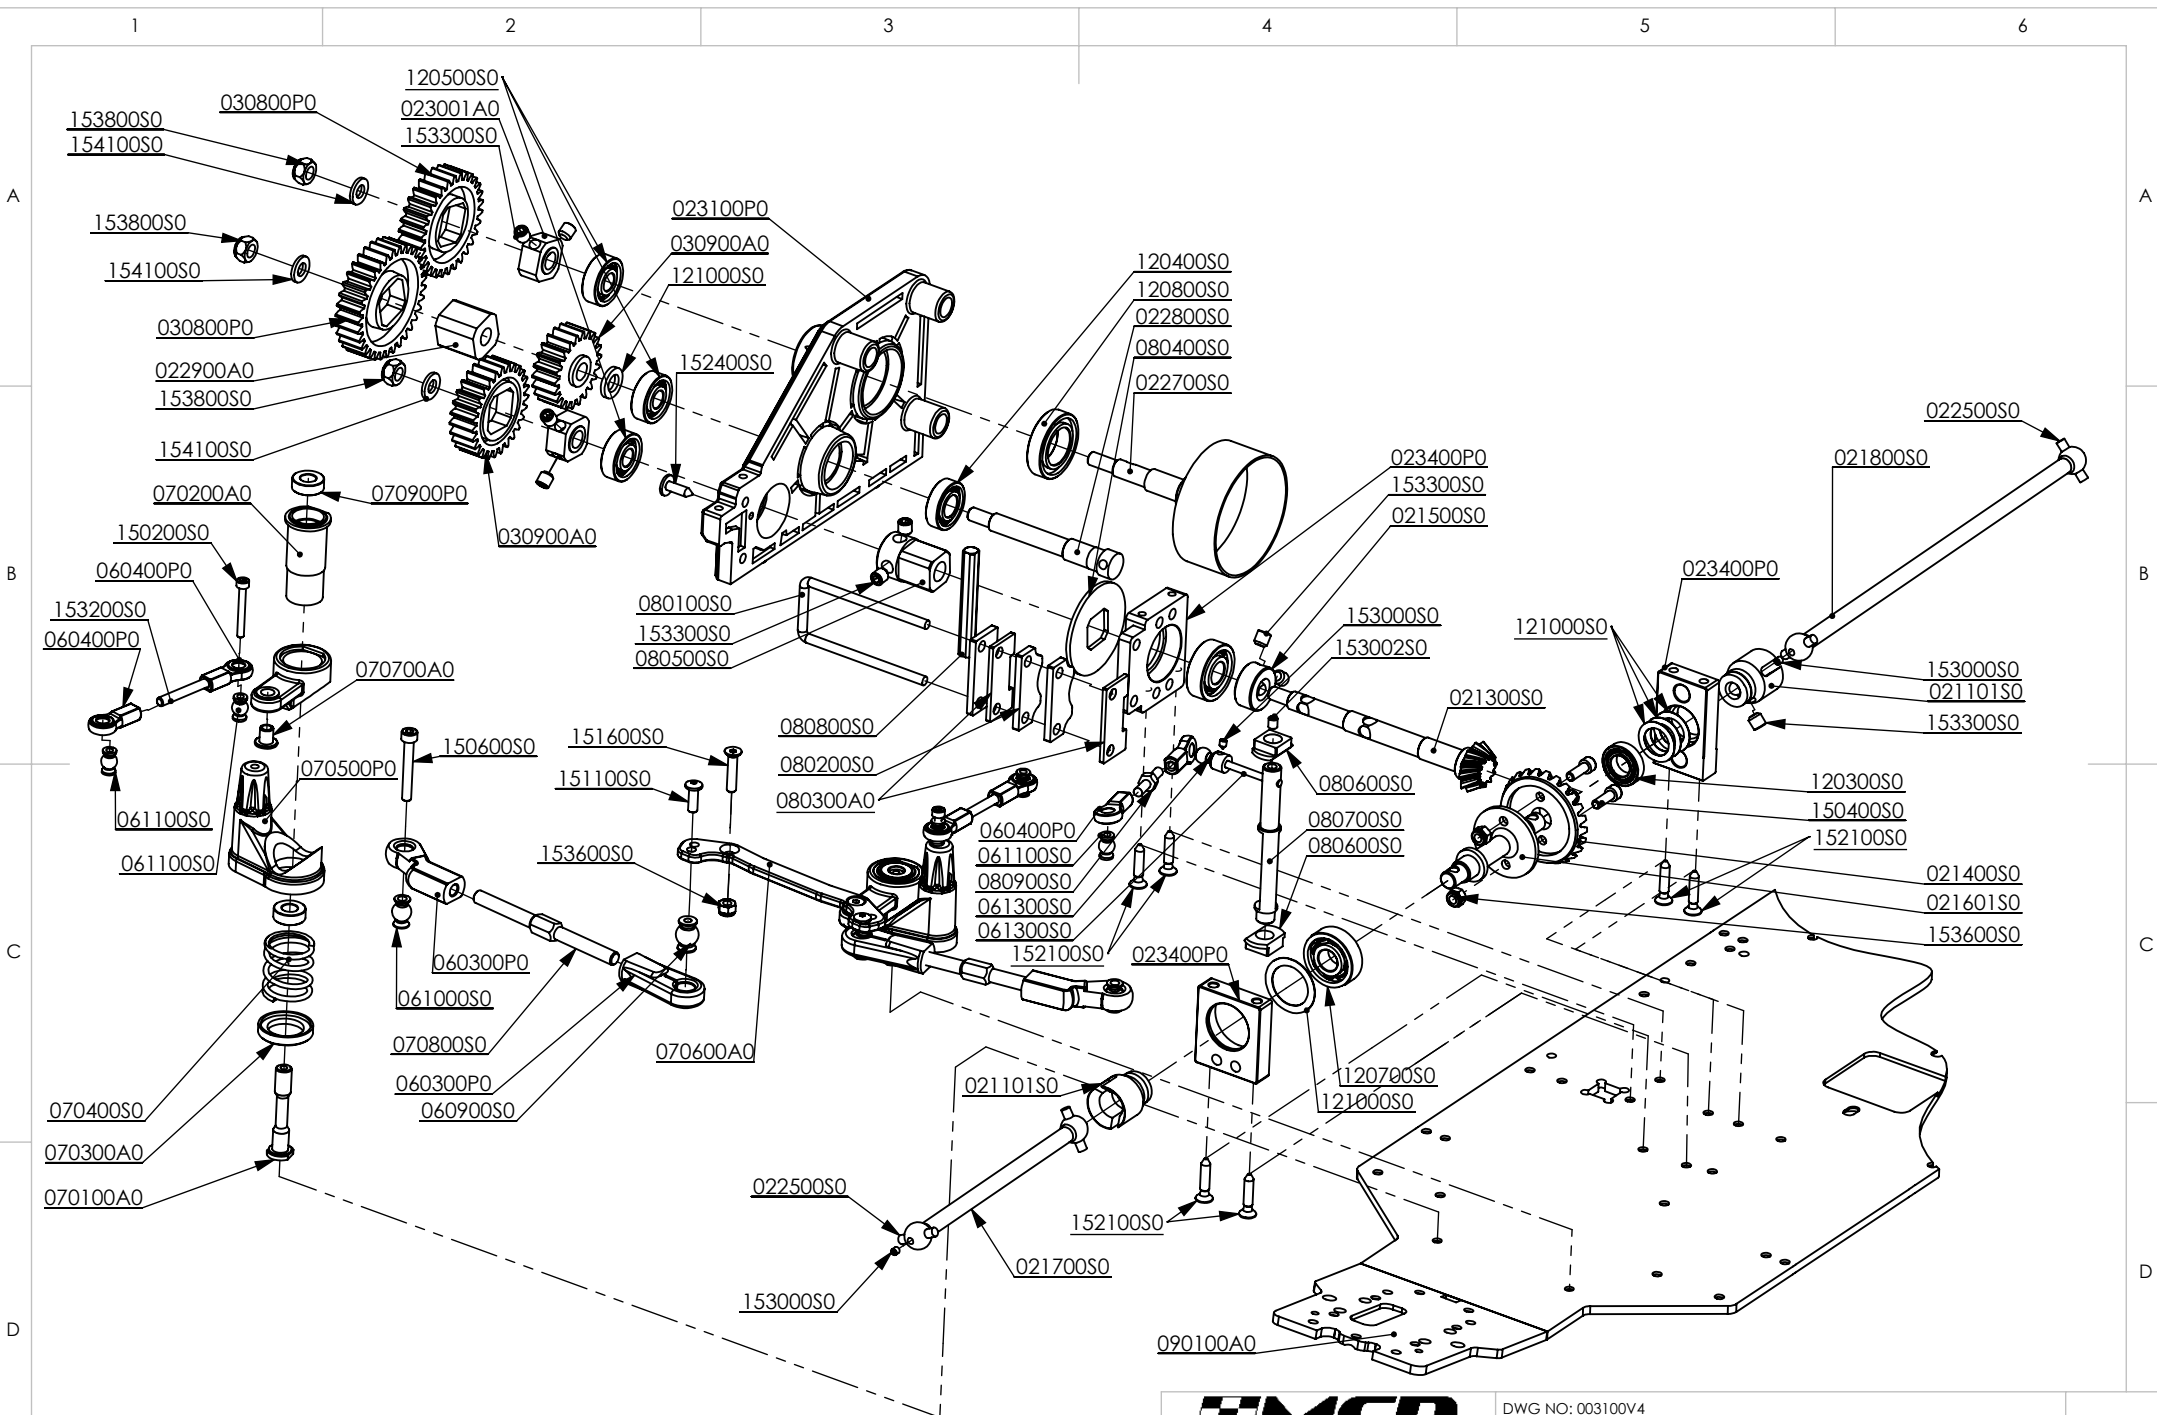 1 2 3 4 5 6
A A
B B
C C
D D
D
120500S0
030800P0
023001A0
153800S0
153300S0
154100S0
153800S0
023100P0
030900A0
154100S0
121000S0
120400S0
120800S0
022800S0
030800P0
080400S0
022900A0
152400S0
022700S0
153800S0
022500S0
154100S0
023400P0
021800S0
070200A0
070900P0
153300S0
030900A0
021500S0
150200S0
060400P0
023400P0
153200S0
080100S0
153000S0
121000S0
060400P0
153300S0
153002S0
070700A0
080500S0
153000S0
021101S0
080800S0
021300S0
153300S0
150600S0
151600S0
070500P0
151100S0
080200S0
080600S0
120300S0
080300A0
150400S0
061100S0
060400P0
080700S0
152100S0
061100S0
153600S0
061100S0
080600S0
080900S0
021400S0
061300S0
021601S0
061300S0
153600S0
152100S0
023400P0
060300P0
061000S0
070800S0
070600A0
120700S0
060300P0
021101S0
121000S0
070400S0
060900S0
070300A0
070100A0
022500S0
152100S0
021700S0
153000S0
090100A0
MCD
DWG NO: 003100V4